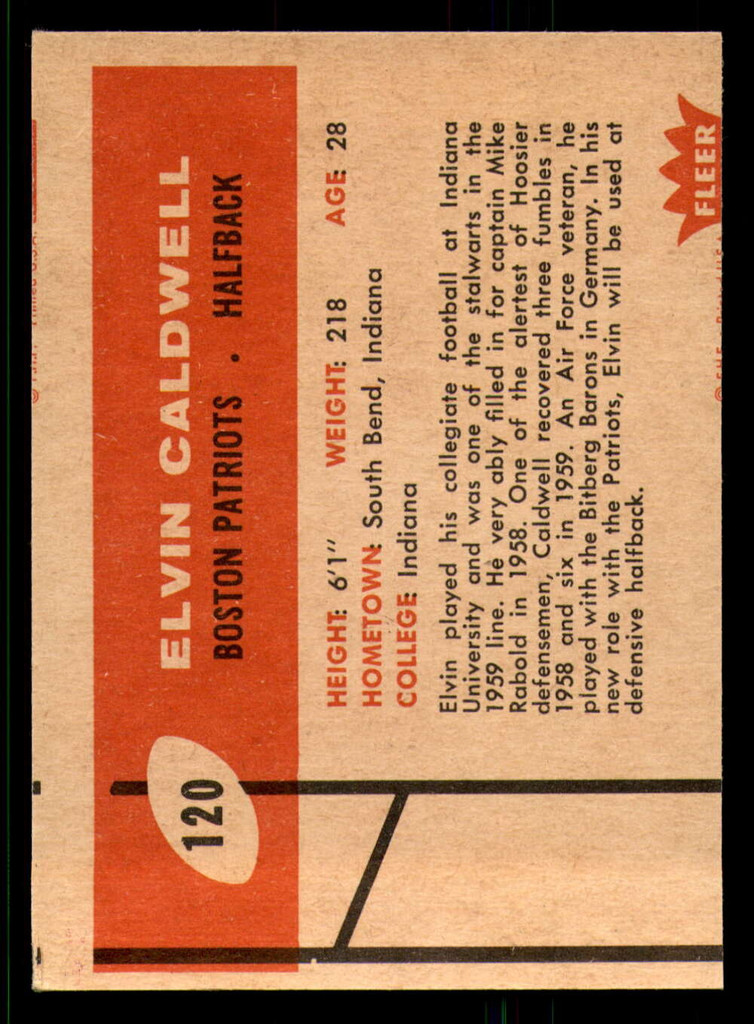 120
ELVIN CALDWELL
BOSTON PATRIOTS • HALFBACK
HEIGHT: 6'1" WEIGHT: 218 AGE: 28
HOMETOWN: South Bend, Indiana
COLLEGE: Indiana
Elvin played his collegiate football at Indiana
University and was one of the stalwarts in the
1959 line. He very ably filled in for captain Mike
Rabold in 1958. One of the alertest of Hoosier
defensemen, Caldwell recovered three fumbles in
1958 and six in 1959. An Air Force veteran, he
played with the Bitberg Barons in Germany. In his
new role with the Patriots, Elvin will be used at
defensive halfback.
FLEER